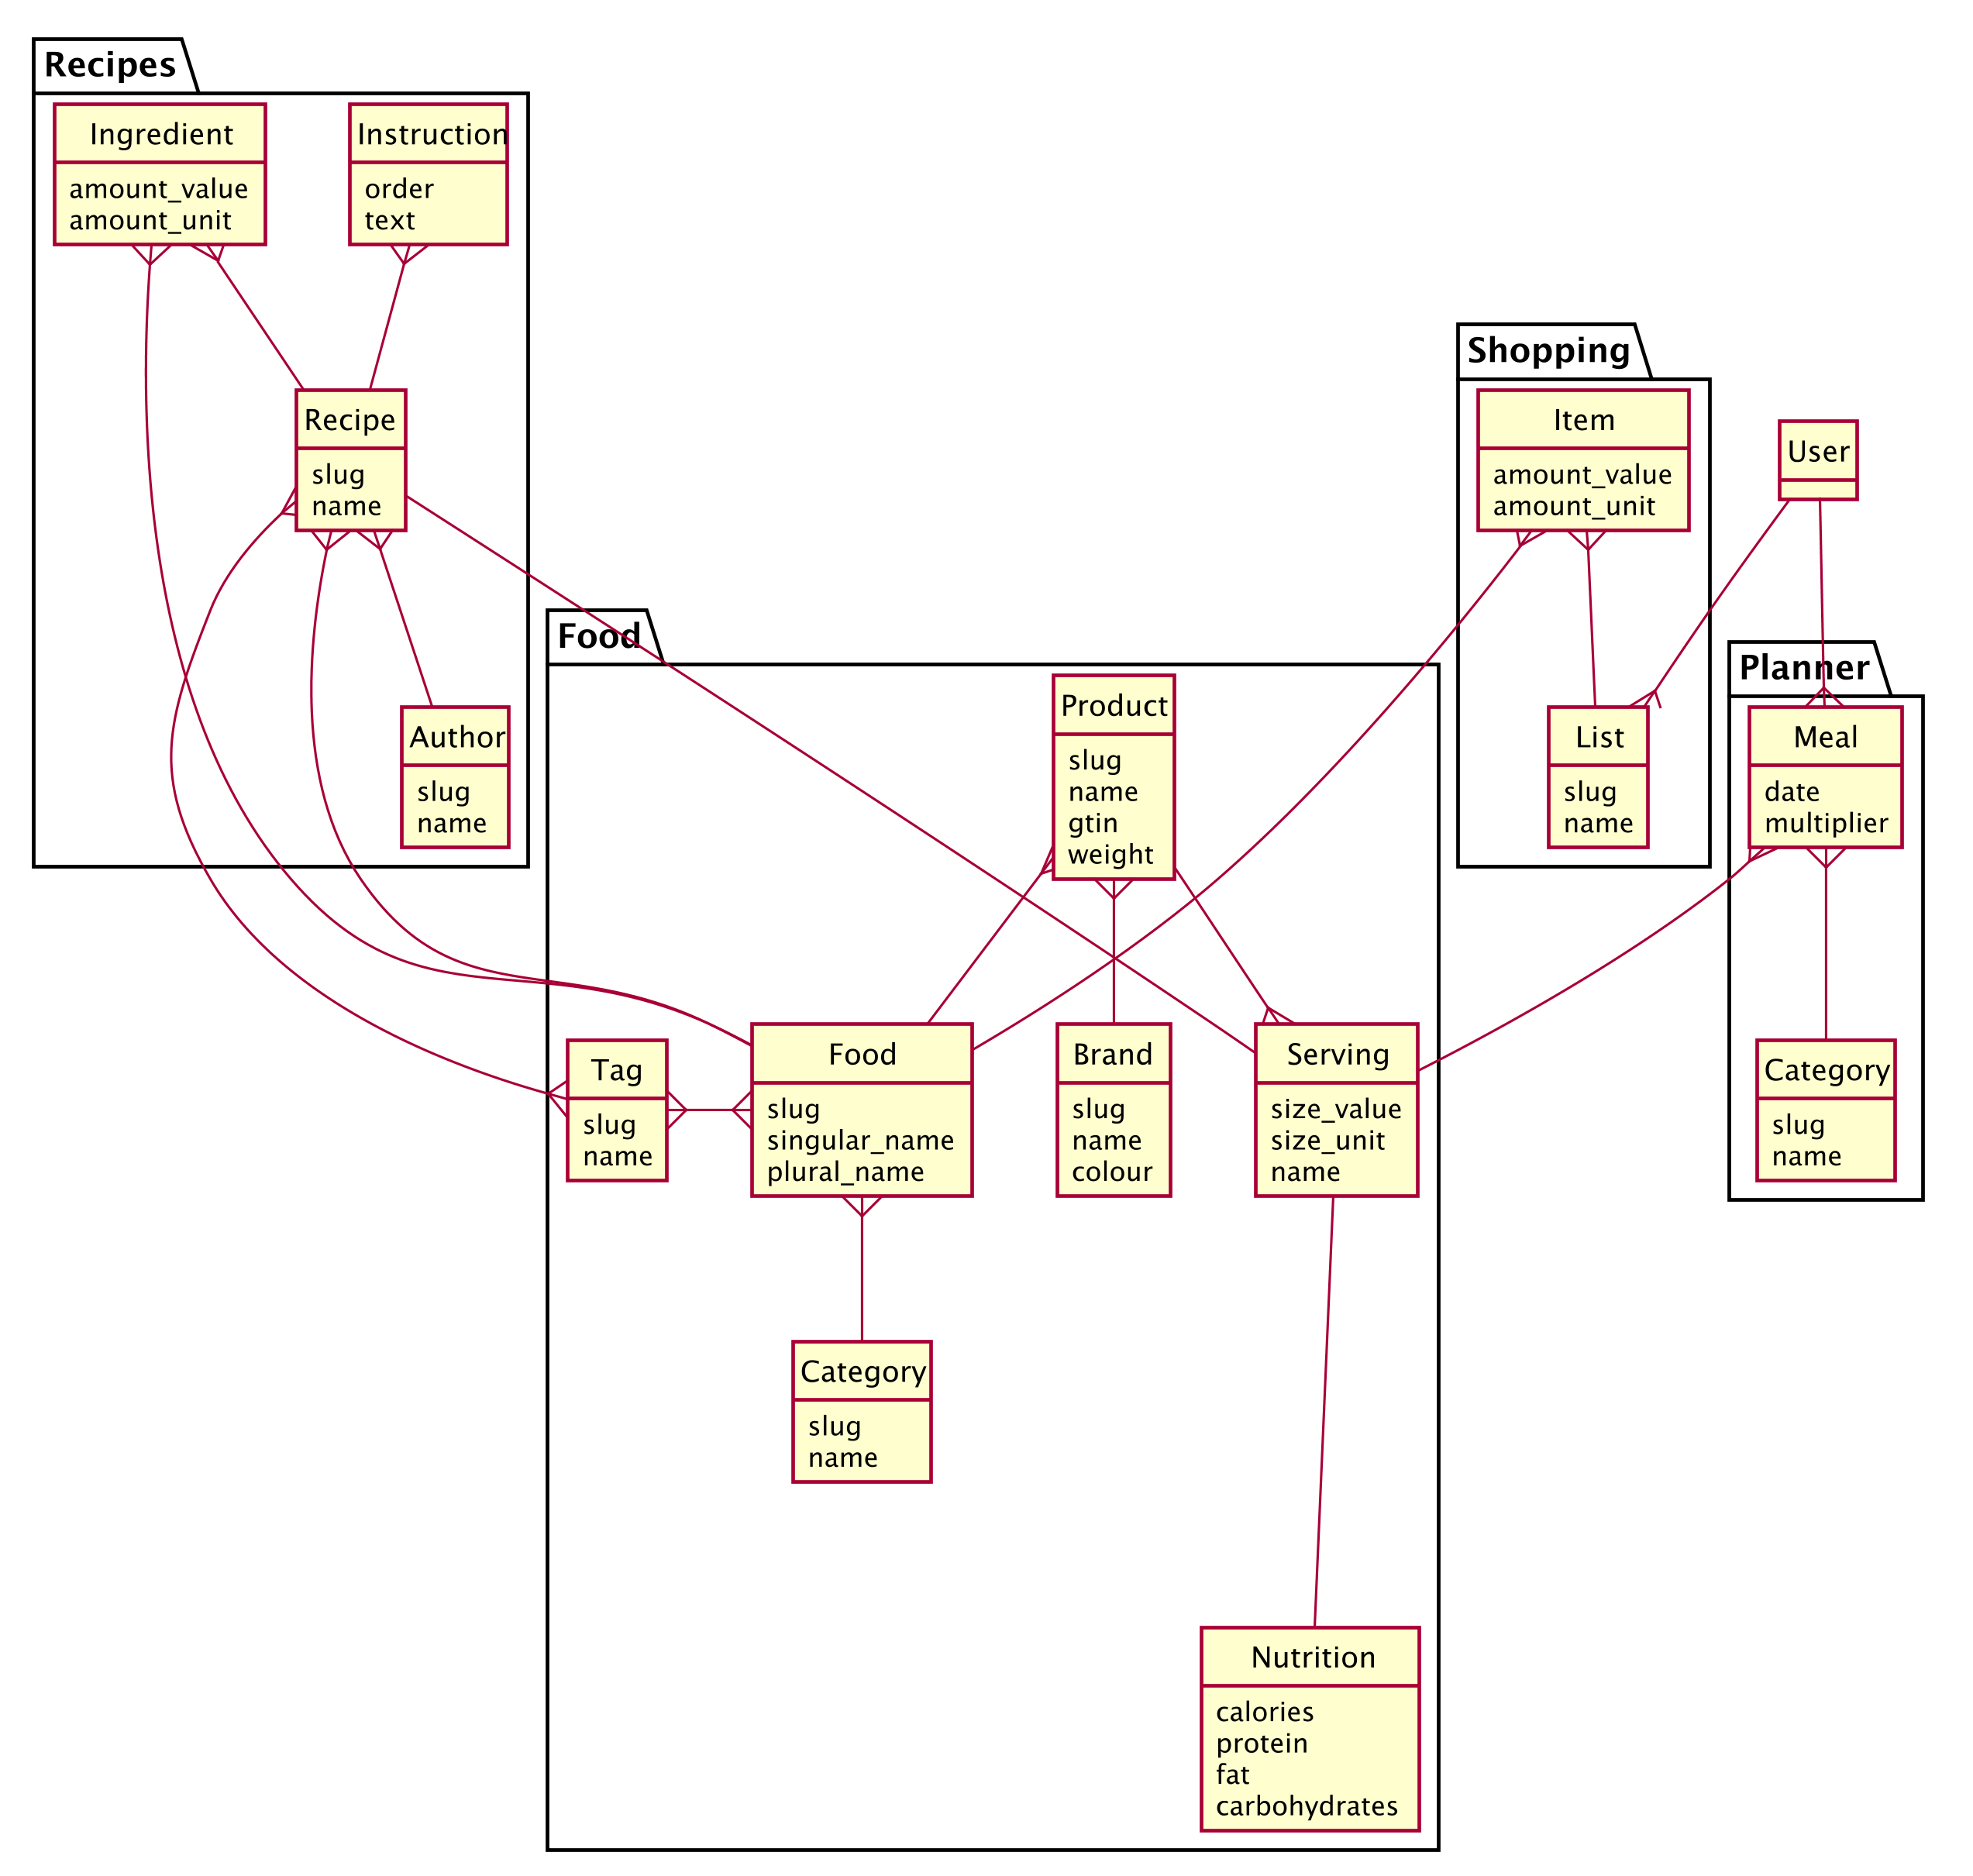 Recipes
Ingredient
amount_value
amount_unit
Instruction
order
text
Recipe
slug
name
Author
slug
name
Shopping
Item
amount_value
amount_unit
List
slug
name
User
Planner
Meal
date
multiplier
Category
slug
name
Food
Product
slug
name
gtin
weight
Tag
slug
name
Food
slug
singular_name
plural_name
Brand
slug
name
colour
Serving
size_value
size_unit
name
Category
slug
name
Nutrition
calories
protein
fat
carbohydrates